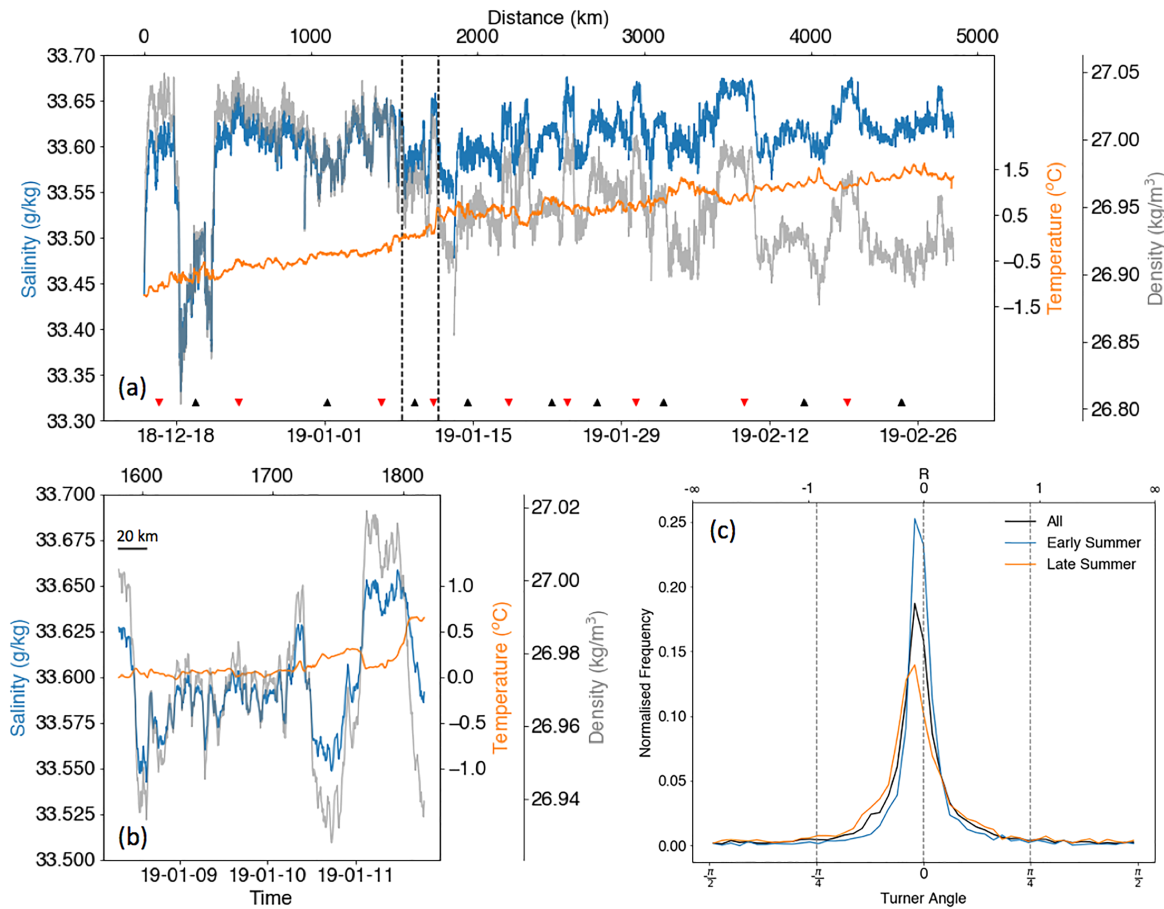 Distance (km)
0 1000 2000 3000 4000 5000
33.70
33.65
33.60
33.55
33.50
33.45
33.40
33.35
33.30
Salinity (g/kg)
1.5
0.5
−0.5
−1.5
Temperature (°C)
27.05
27.00
26.95
26.90
26.85
26.80
Density (kg/m³)
(a)
18-12-18 19-01-01 19-01-15 19-01-29 19-02-12 19-02-26
1600 1700 1800
33.700
33.675
33.650
33.625
33.600
33.575
33.550
33.525
33.500
Salinity (g/kg)
20 km
1.0
0.5
0.0
−0.5
−1.0
Temperature (°C)
27.02
27.00
26.98
26.96
26.94
Density (kg/m³)
(b)
19-01-09 19-01-10 19-01-11
Time
R
-∞ -1 0 1 ∞
0.25
0.20
0.15
0.10
0.05
0.00
Normalised Frequency
(c)
All
Early Summer
Late Summer
-π/2 -π/4 0 π/4 π/2
Turner Angle